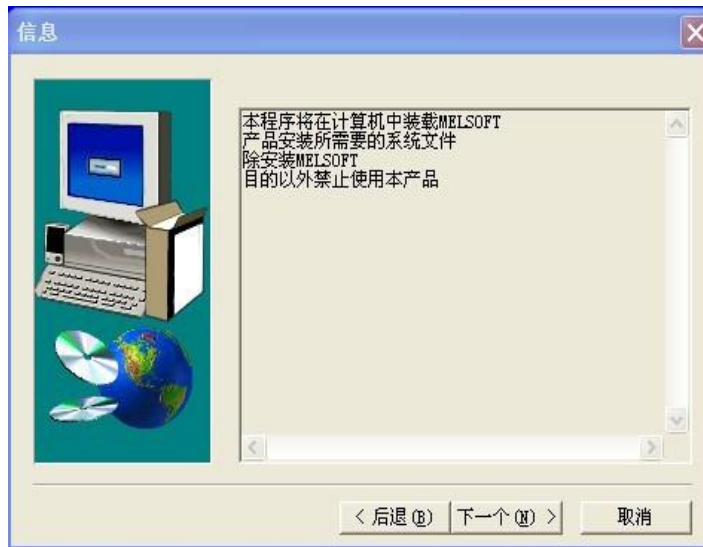 信息
本程序将在计算机中装载MELSOFT
产品安装所需要的系统文件
除安装MELSOFT
目的以外禁止使用本产品
< 后退(B) 下一个(N) > 取消